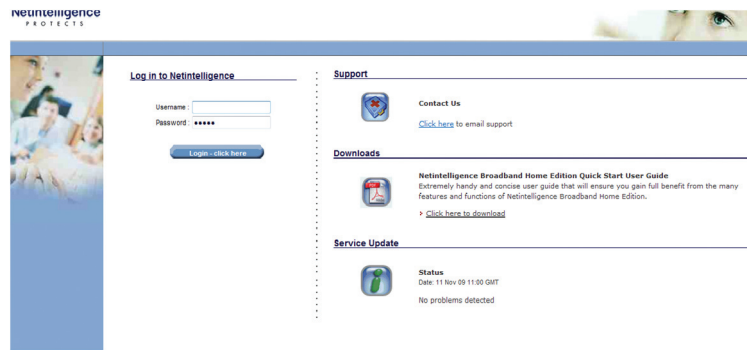 Netintelligence
PROTECTS
Log in to Netintelligence
Username :
Password : •••••
Login - click here
Support
Contact Us
Click here to email support
Downloads
PDF
Netintelligence Broadband Home Edition Quick Start User Guide
Extremely handy and concise user guide that will ensure you gain full benefit from the many
features and functions of Netintelligence Broadband Home Edition.
Click here to download
Service Update
Status
Date: 11 Nov 09 11:00 GMT
No problems detected